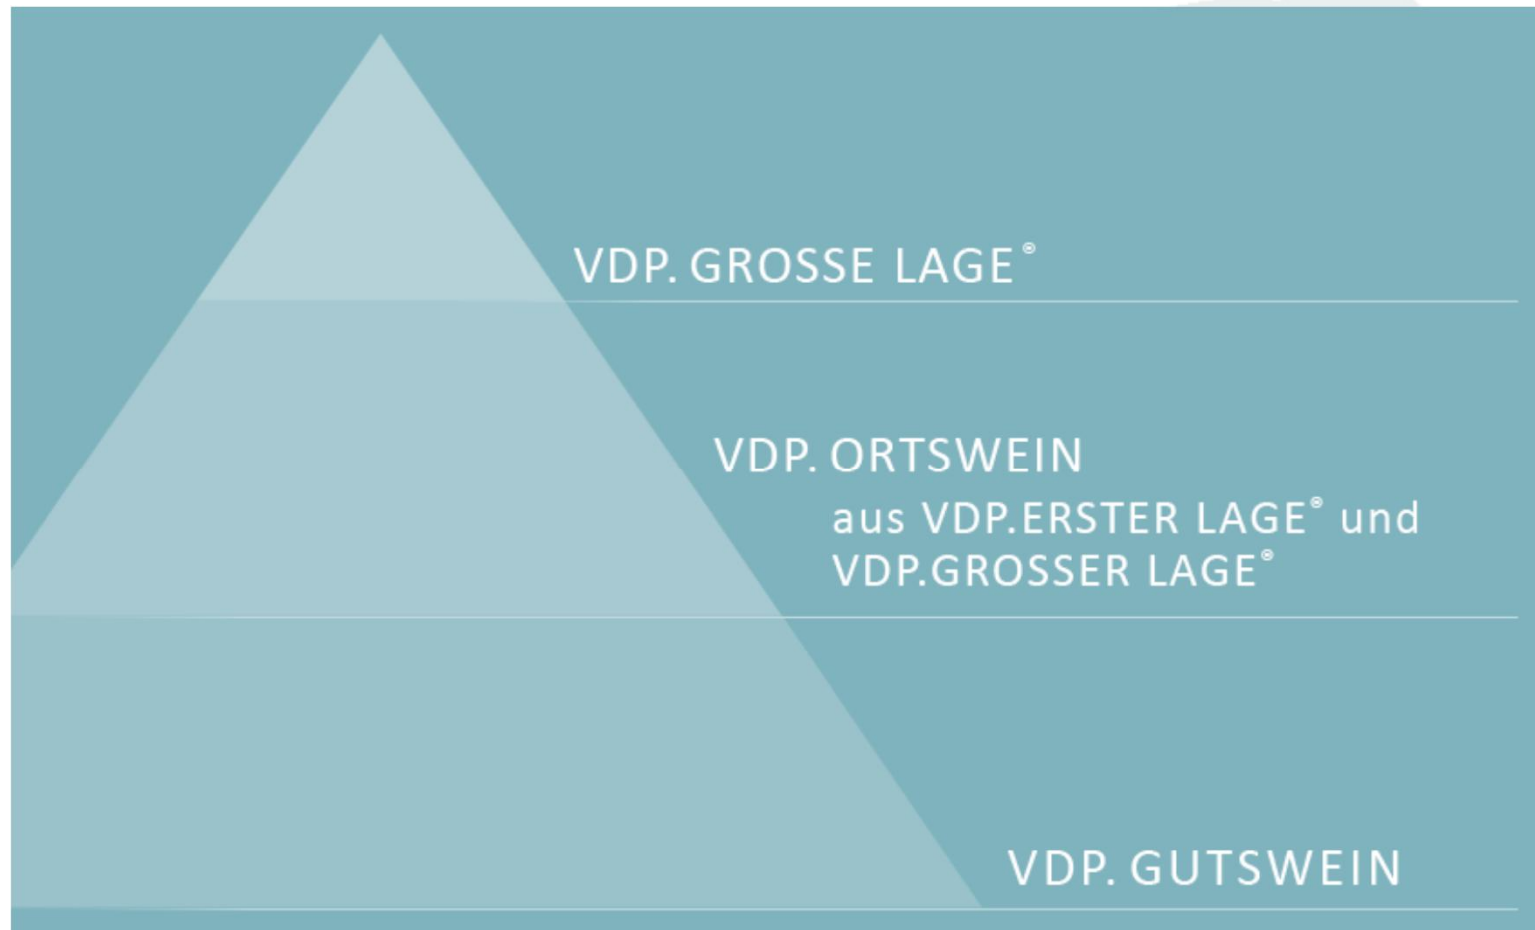 VDP. GROSSE LAGE®
VDP. ORTSWEIN
aus VDP.ERSTER LAGE® und
VDP.GROSSER LAGE®
VDP. GUTSWEIN